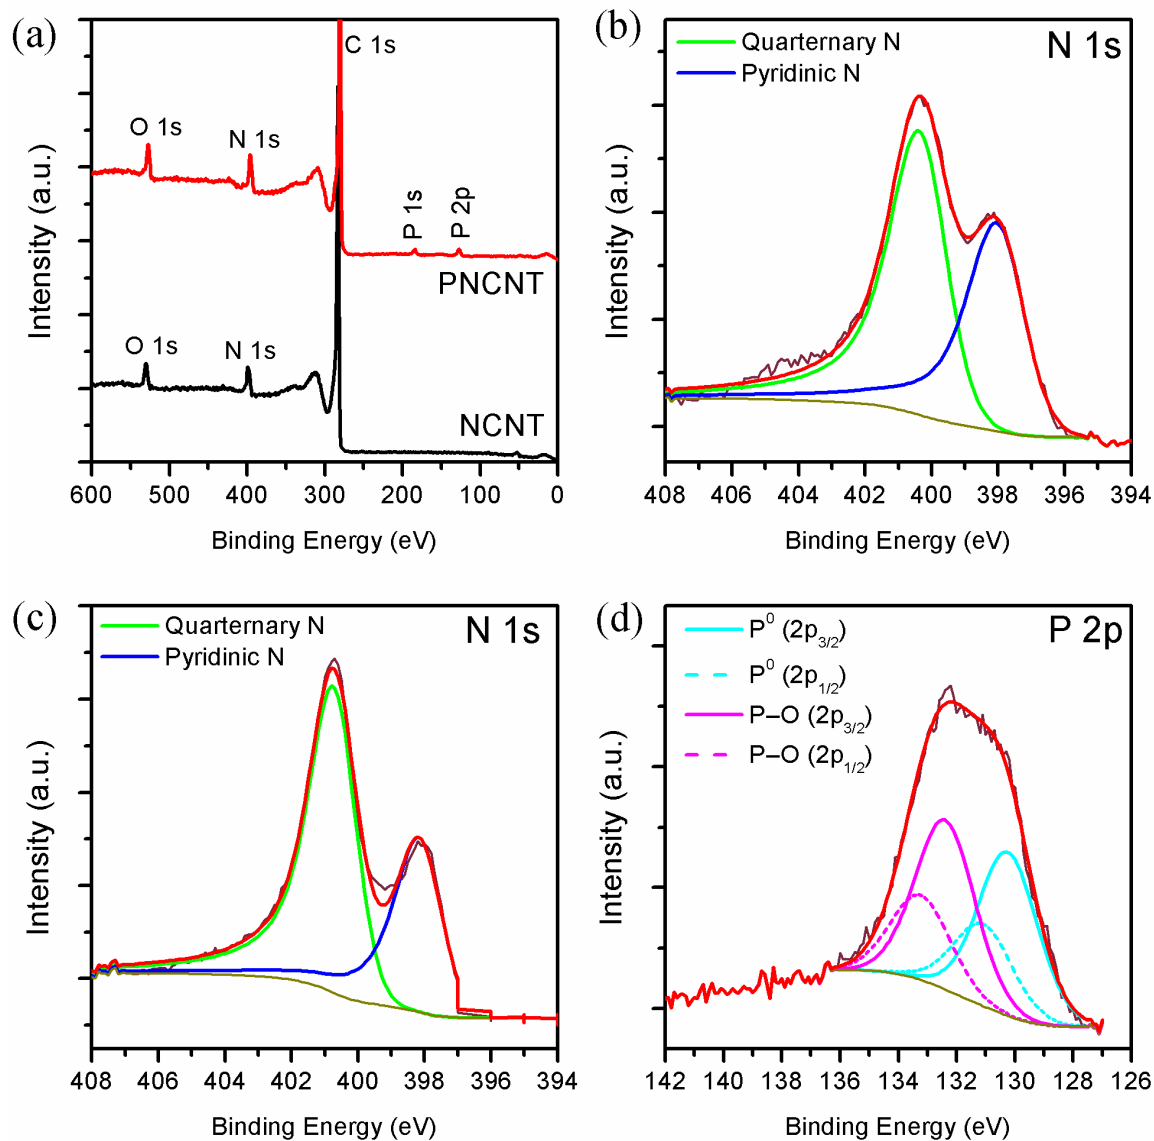 (a)
C 1s
O 1s
N 1s
P 1s
P 2p
PNCNT
O 1s
N 1s
NCNT
Intensity (a.u.)
600 500 400 300 200 100 0
Binding Energy (eV)
(b)
Quarternary N
Pyridinic N
N 1s
Intensity (a.u.)
408 406 404 402 400 398 396 394
Binding Energy (eV)
(c)
Quarternary N
Pyridinic N
N 1s
Intensity (a.u.)
408 406 404 402 400 398 396 394
Binding Energy (eV)
(d)
P⁰ (2p₃/₂)
P⁰ (2p₁/₂)
P–O (2p₃/₂)
P–O (2p₁/₂)
P 2p
Intensity (a.u.)
142 140 138 136 134 132 130 128 126
Binding Energy (eV)